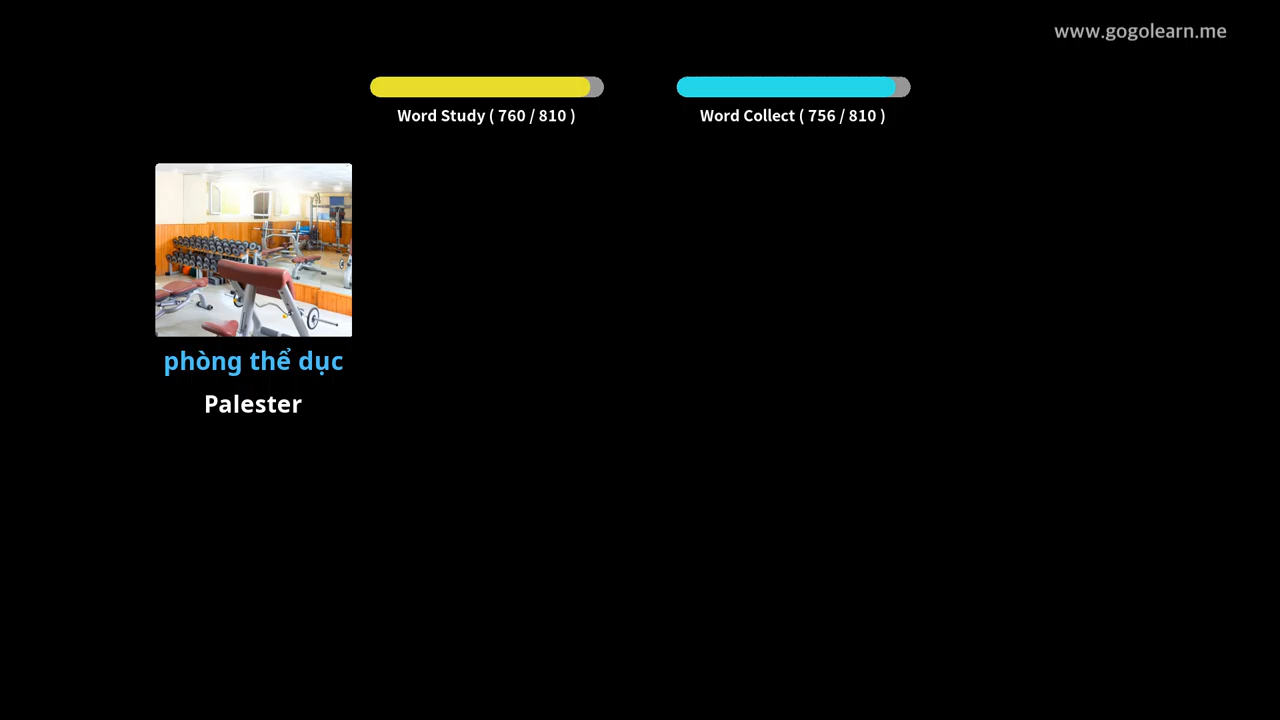 www.gogolearn.me
Word Study ( 760 / 810 )
Word Collect ( 756 / 810 )
phòng thể dục
Palester